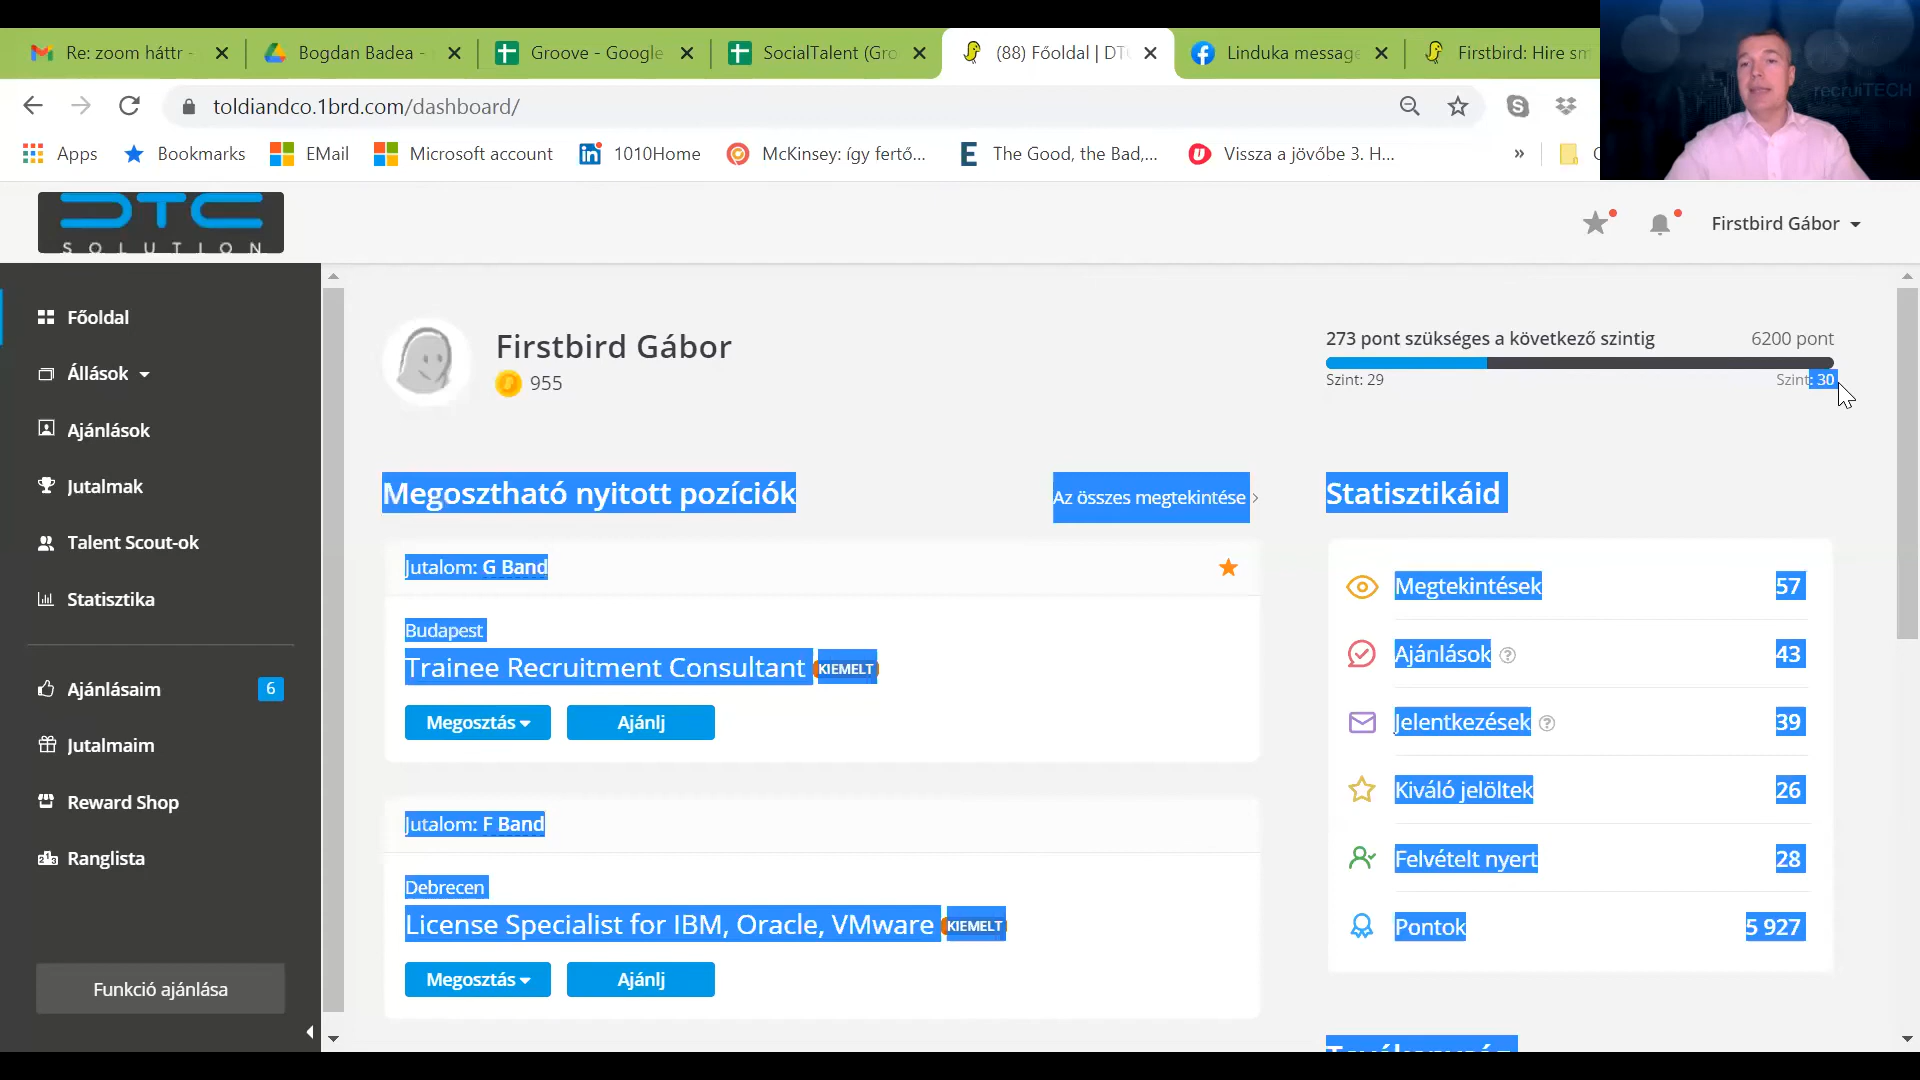 Re: zoom háttr -
Bogdan Badea -
Groove - Google
SocialTalent (Gro
(88) Főoldal | DT
Linduka message
Firstbird: Hire sm
recruiTECH
toldiandco.1brd.com/dashboard/
Apps
Bookmarks
EMail
Microsoft account
1010Home
McKinsey: így fertő...
The Good, the Bad,...
Vissza a jövőbe 3. H...
»
DTC
SOLUTION
Firstbird Gábor
Főoldal
Állások
Ajánlások
Jutalmak
Talent Scout-ok
Statisztika
Ajánlásaim 6
Jutalmaim
Reward Shop
Ranglista
Funkció ajánlása
Firstbird Gábor
955
273 pont szükséges a következő szintig 6200 pont
Szint: 29 Szint: 30
Megosztható nyitott pozíciók Az összes megtekintése
Jutalom: G Band
Budapest
Trainee Recruitment Consultant KIEMELT
Megosztás Ajánlj
Jutalom: F Band
Debrecen
License Specialist for IBM, Oracle, VMware KIEMELT
Megosztás Ajánlj
Statisztikáid
Megtekintések 57
Ajánlások ? 43
Jelentkezések ? 39
Kiváló jelöltek 26
Felvételt nyert 28
Pontok 5 927